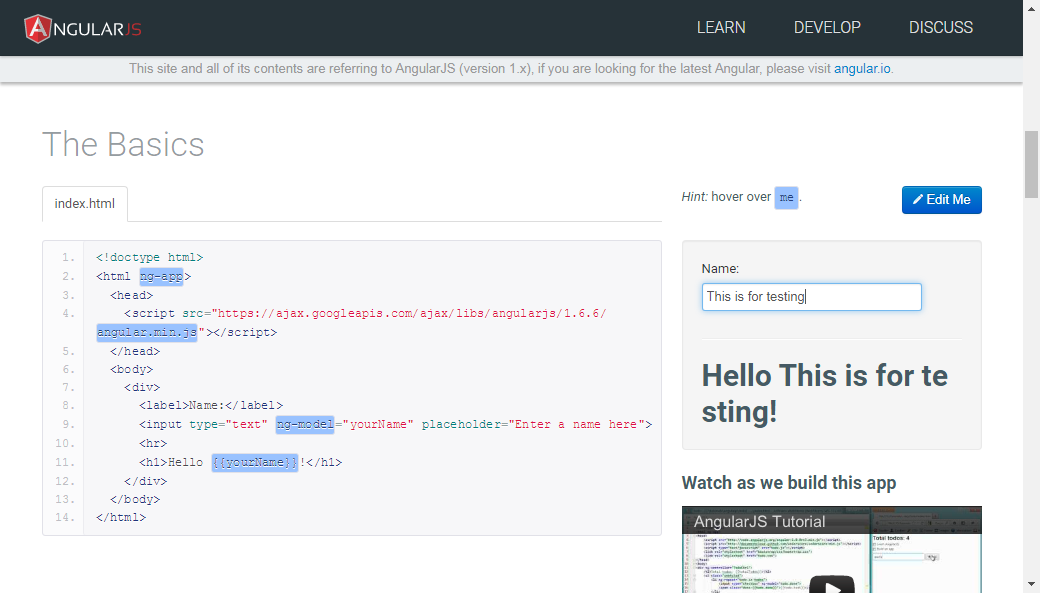 ANGULARJS
LEARN DEVELOP DISCUSS
This site and all of its contents are referring to AngularJS (version 1.x), if you are looking for the latest Angular, please visit angular.io.
The Basics
index.html
Hint: hover over me .
Edit Me
1. <!doctype html>
2. <html ng-app>
3. <head>
4. <script src="https://ajax.googleapis.com/ajax/libs/angularjs/1.6.6/
angular.min.js"></script>
5. </head>
6. <body>
7. <div>
8. <label>Name:</label>
9. <input type="text" ng-model="yourName" placeholder="Enter a name here">
10. <hr>
11. <h1>Hello {{yourName}}!</h1>
12. </div>
13. </body>
14. </html>
Name:
This is for testing
Hello This is for te
sting!
Watch as we build this app
AngularJS Tutorial
Total todos: 4